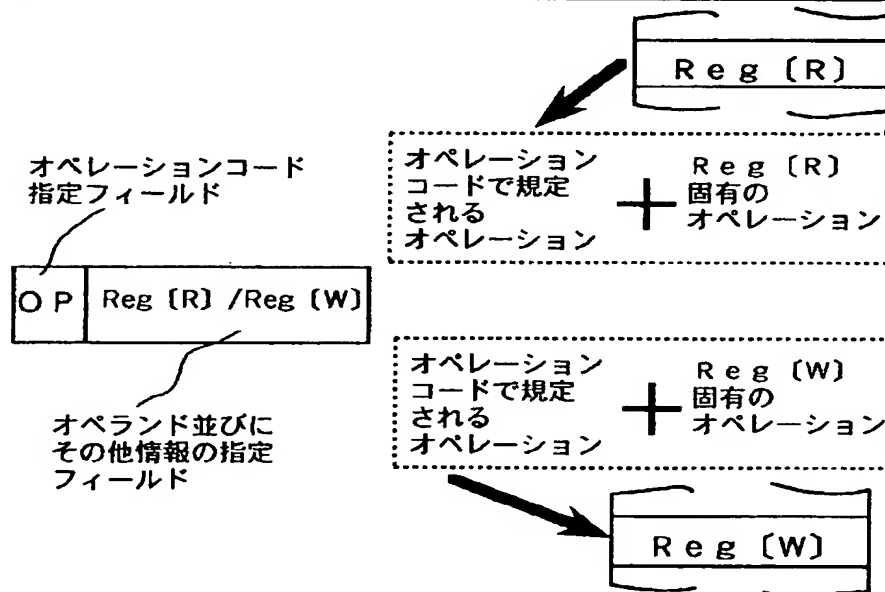 Reg〔R〕
オペレーション
コードで規定
される
オペレーション
+
Reg〔R〕
固有の
オペレーション
オペレーションコード
指定フィールド
OP
Reg〔R〕/Reg〔W〕
オペランド並びに
その他情報の指定
フィールド
オペレーション
コードで規定
される
オペレーション
+
Reg〔W〕
固有の
オペレーション
Reg〔W〕